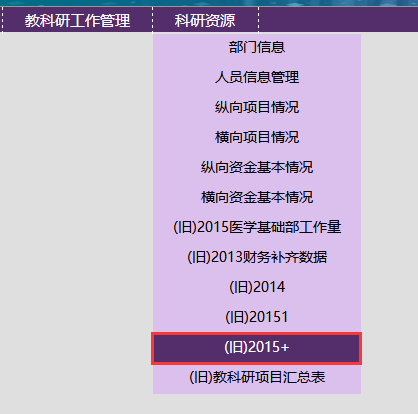 教科研工作管理 科研资源
部门信息
人员信息管理
纵向项目情况
横向项目情况
纵向资金基本情况
横向资金基本情况
(旧)2015医学基础部工作量
(旧)2013财务补齐数据
(旧)2014
(旧)20151
(旧)2015+
(旧)教科研项目汇总表